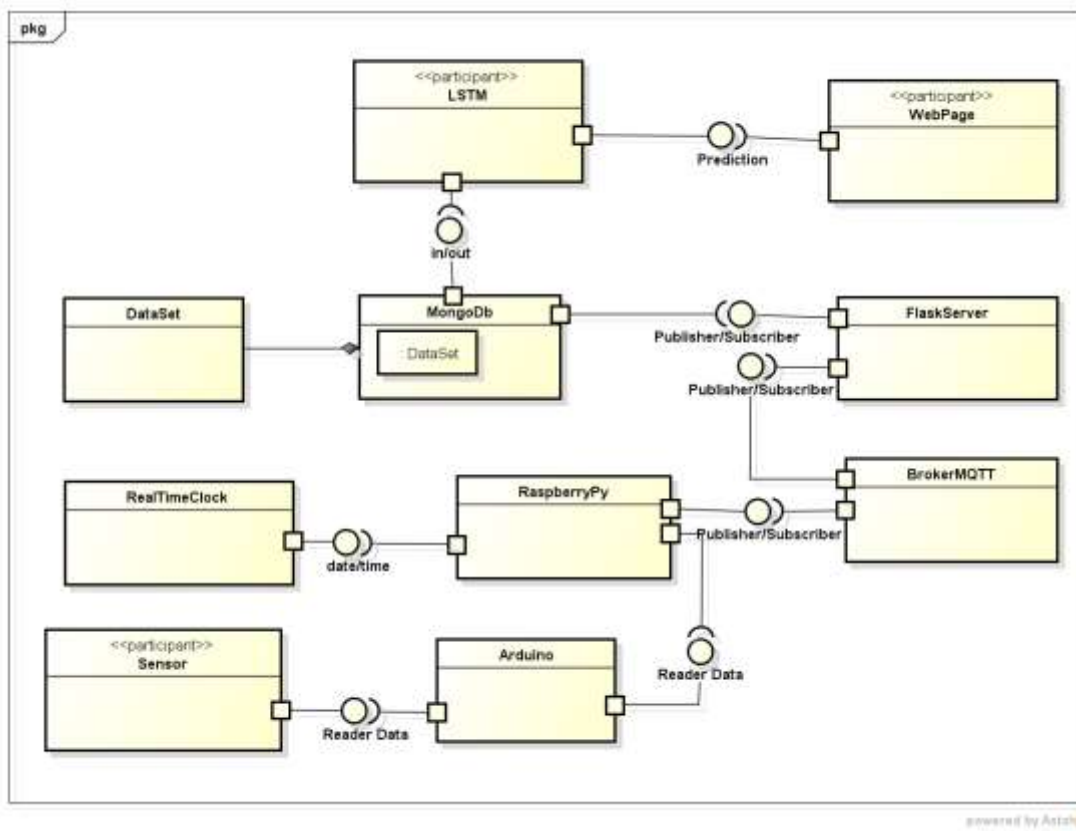 pkg
<<participant>>
LSTM
<<participant>>
WebPage
Prediction
in/out
DataSet
MongoDb
DataSet
FlaskServer
Publisher/Subscriber
Publisher/Subscriber
RealTimeClock
RaspberryPy
BrokerMQTT
Publisher/Subscriber
date/time
<<participant>>
Sensor
Arduino
Reader Data
Reader Data
powered by